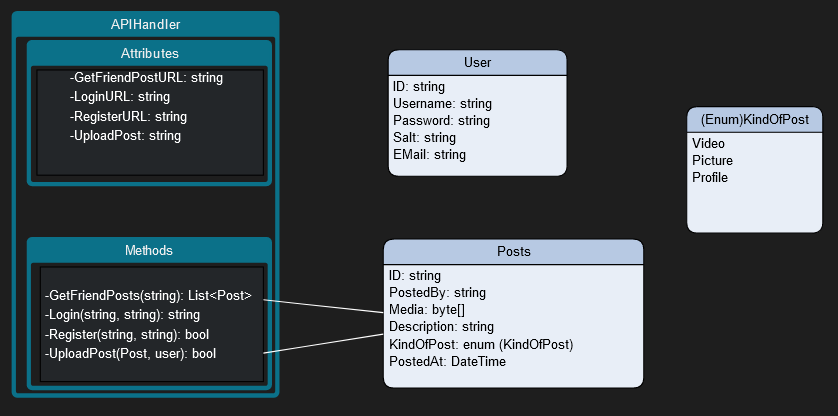 APIHandler
Attributes
-GetFriendPostURL: string
-LoginURL: string
-RegisterURL: string
-UploadPost: string
Methods
-GetFriendPosts(string): List<Post>
-Login(string, string): string
-Register(string, string): bool
-UploadPost(Post, user): bool
User
ID: string
Username: string
Password: string
Salt: string
EMail: string
Posts
ID: string
PostedBy: string
Media: byte[]
Description: string
KindOfPost: enum (KindOfPost)
PostedAt: DateTime
(Enum)KindOfPost
Video
Picture
Profile